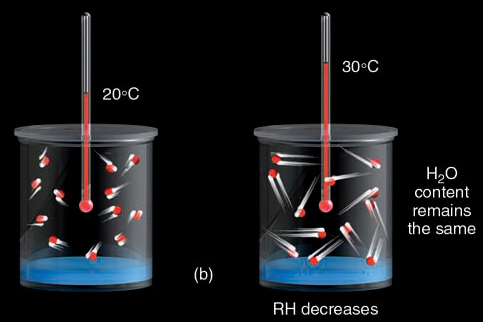 20°C
30°C
H₂O
content
remains
the same
(b)
RH decreases